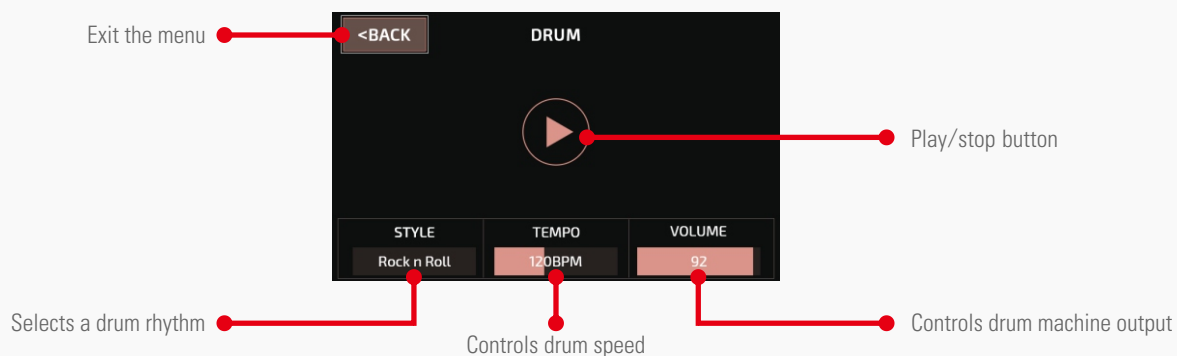 Exit the menu
<BACK
DRUM
Play/stop button
STYLE
TEMPO
VOLUME
Rock n Roll
120BPM
92
Selects a drum rhythm
Controls drum speed
Controls drum machine output